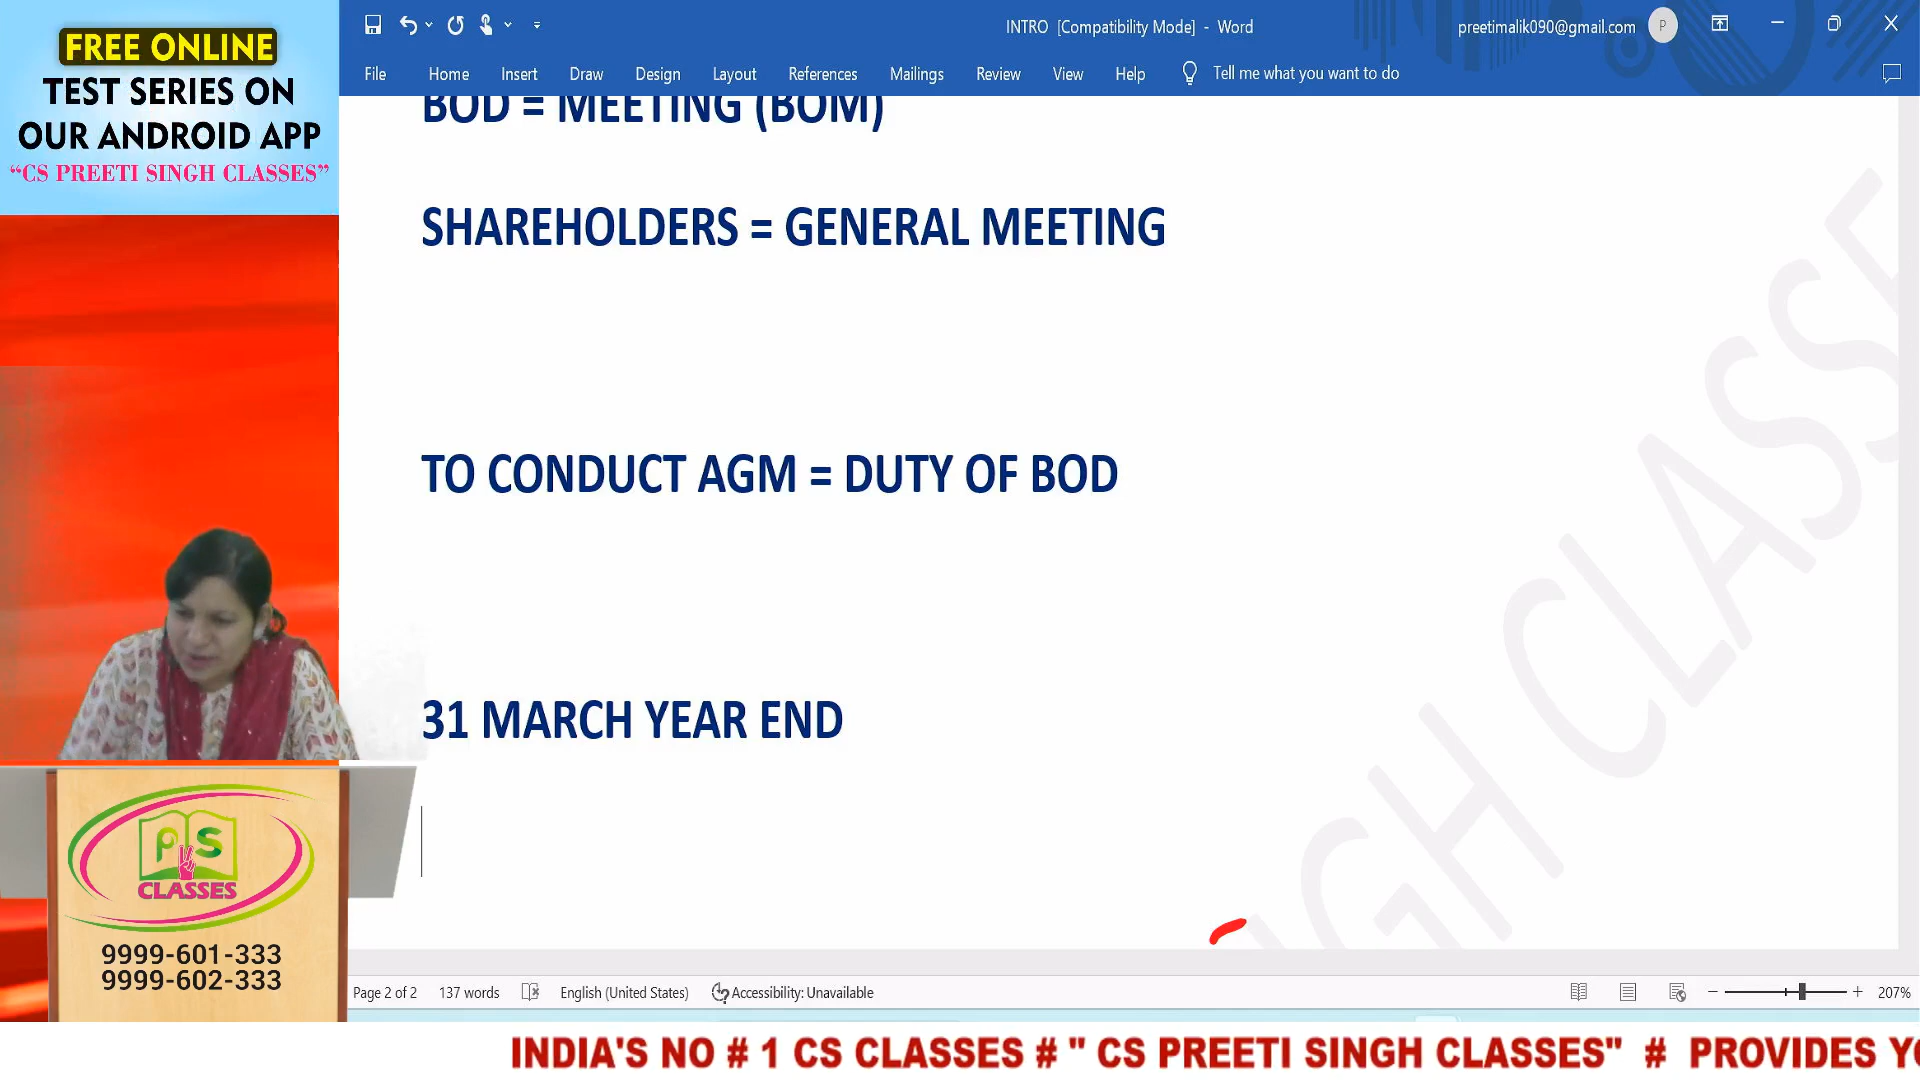 FREE ONLINE
TEST SERIES ON
OUR ANDROID APP
“CS PREETI SINGH CLASSES”
INTRO [Compatibility Mode] - Word
preetimalik090@gmail.com
P
File Home Insert Draw Design Layout References Mailings Review View Help Tell me what you want to do
BOD = MEETING (BOM)
SHAREHOLDERS = GENERAL MEETING
TO CONDUCT AGM = DUTY OF BOD
31 MARCH YEAR END
GH CLASSE
PS
CLASSES
9999-601-333
9999-602-333
Page 2 of 2 137 words English (United States) Accessibility: Unavailable 207%
INDIA'S NO # 1 CS CLASSES # " CS PREETI SINGH CLASSES" # PROVIDES